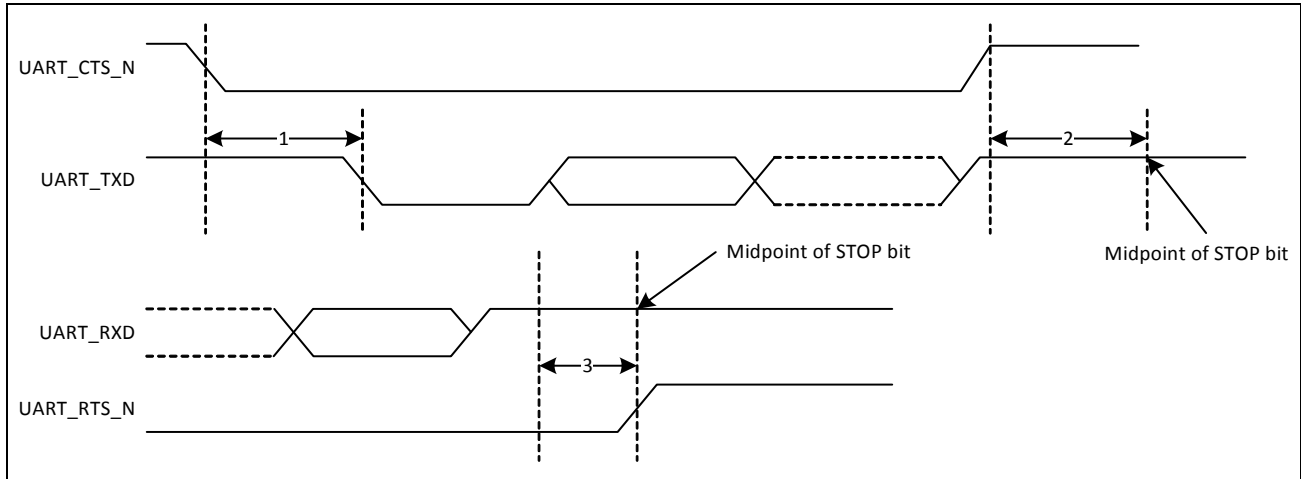 UART_CTS_N
1
2
UART_TXD
Midpoint of STOP bit
Midpoint of STOP bit
UART_RXD
3
UART_RTS_N